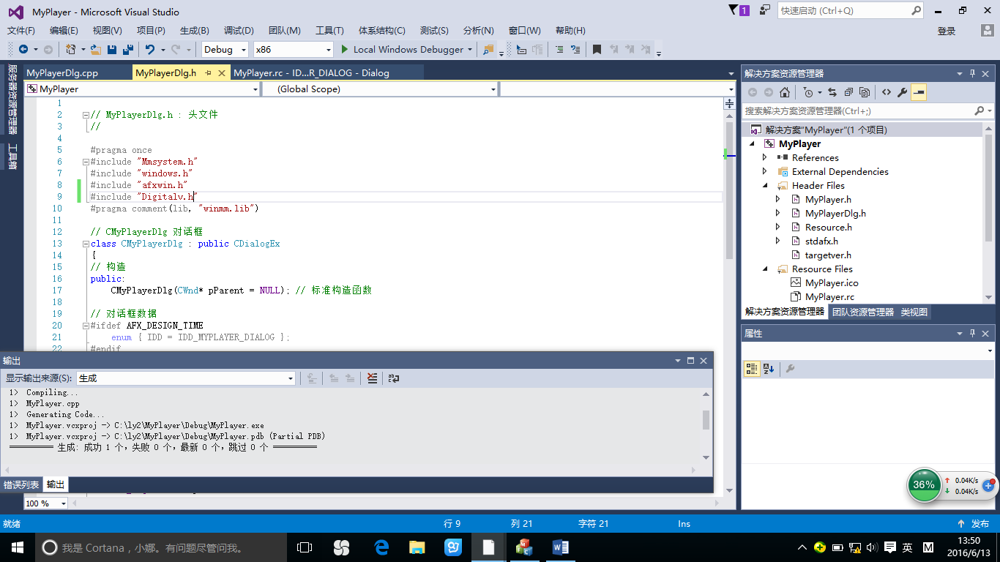 MyPlayer - Microsoft Visual Studio
1
快速启动 (Ctrl+Q)
文件(F) 编辑(E) 视图(V) 项目(P) 生成(B) 调试(D) 团队(M) 工具(T) 体系结构(C) 测试(S) 分析(N) 窗口(W) 帮助(H)
登录
Debug x86 Local Windows Debugger
服务器资源管理器
工具箱
MyPlayerDlg.cpp MyPlayerDlg.h MyPlayer.rc - ID...R_DIALOG - Dialog
MyPlayer (Global Scope)
1
2 // MyPlayerDlg.h : 头文件
3 //
4
5 #pragma once
6 #include "Mmsystem.h"
7 #include "windows.h"
8 #include "afxwin.h"
9 #include "Digitalv.h"
10 #pragma comment(lib, "winmm.lib")
11
12 // CMyPlayerDlg 对话框
13 class CMyPlayerDlg : public CDialogEx
14 {
15 // 构造
16 public:
17 CMyPlayerDlg(CWnd* pParent = NULL); // 标准构造函数
18
19 // 对话框数据
20 #ifdef AFX_DESIGN_TIME
21 enum { IDD = IDD_MYPLAYER_DIALOG };
22 #endif
输出
显示输出来源(S): 生成
1> Compiling...
1> MyPlayer.cpp
1> Generating Code...
1> MyPlayer.vcxproj -> C:\ly2\MyPlayer\Debug\MyPlayer.exe
1> MyPlayer.vcxproj -> C:\ly2\MyPlayer\Debug\MyPlayer.pdb (Partial PDB)
========== 生成: 成功 1 个，失败 0 个，最新 0 个，跳过 0 个 ==========
错误列表 输出
100 %
解决方案资源管理器
搜索解决方案资源管理器(Ctrl+;)
解决方案"MyPlayer"(1 个项目)
MyPlayer
References
External Dependencies
Header Files
MyPlayer.h
MyPlayerDlg.h
Resource.h
stdafx.h
targetver.h
Resource Files
MyPlayer.ico
MyPlayer.rc
解决方案资源管理器 团队资源管理器 类视图
属性
36% 0.04K/s
0.04K/s
就绪 行 9 列 21 字符 21 Ins 发布
我是 Cortana，小娜。有问题尽管问我。
英 M
13:50
2016/6/13